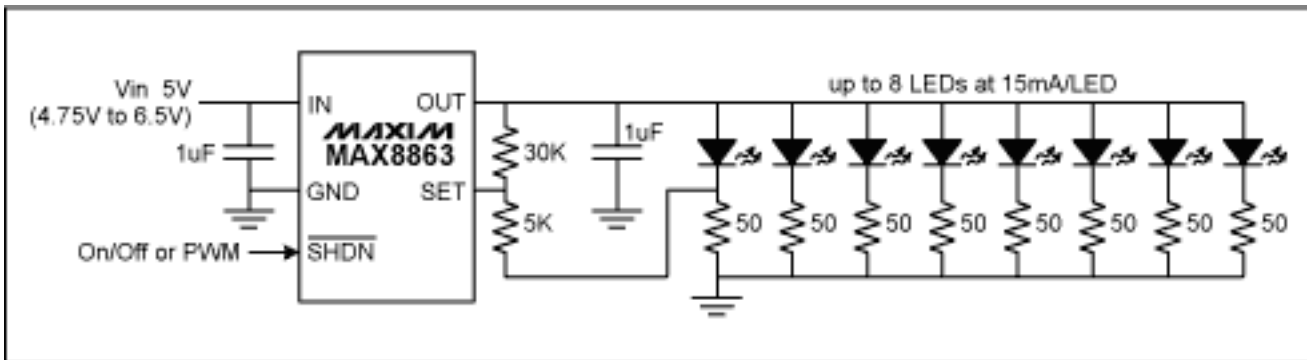 Vin 5V
(4.75V to 6.5V)
1uF
IN
OUT
MAXIM
MAX8863
GND
SET
SHDN
On/Off or PWM
30K
5K
1uF
up to 8 LEDs at 15mA/LED
50
50
50
50
50
50
50
50